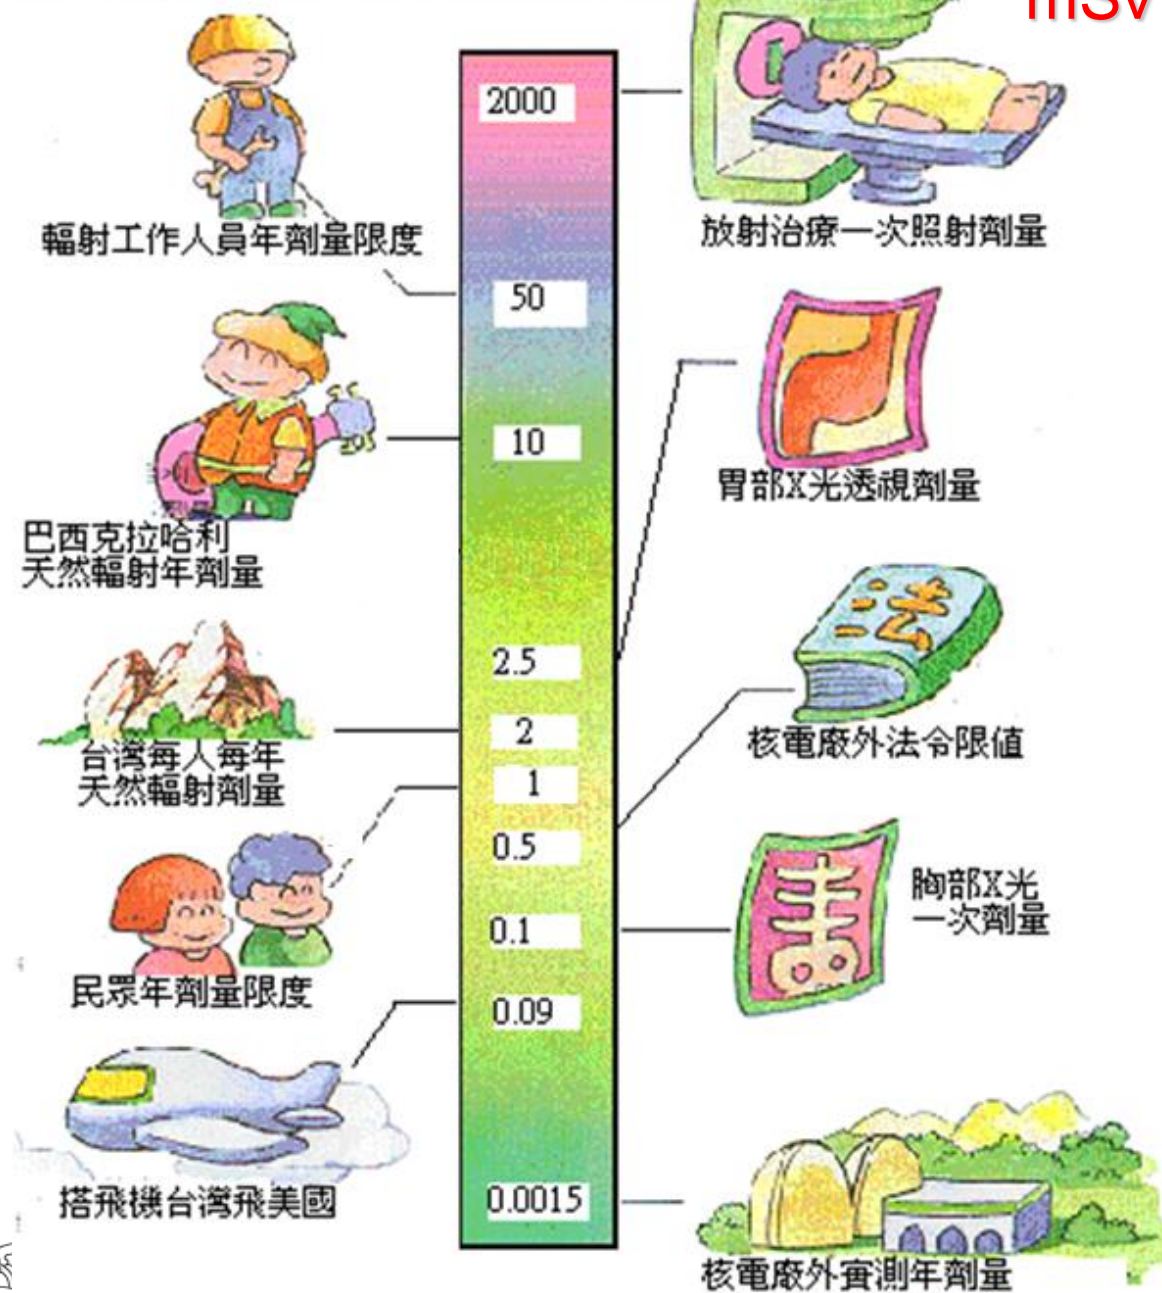 mSv
2000
50
10
2.5
2
1
0.5
0.1
0.09
0.0015
輻射工作人員年劑量限度
巴西克拉哈利
天然輻射年劑量
台灣每人每年
天然輻射劑量
民眾年劑量限度
搭飛機台灣飛美國
放射治療一次照射劑量
胃部X光透視劑量
法
核電廠外法令限值
胸部X光
一次劑量
核電廠外實測年劑量